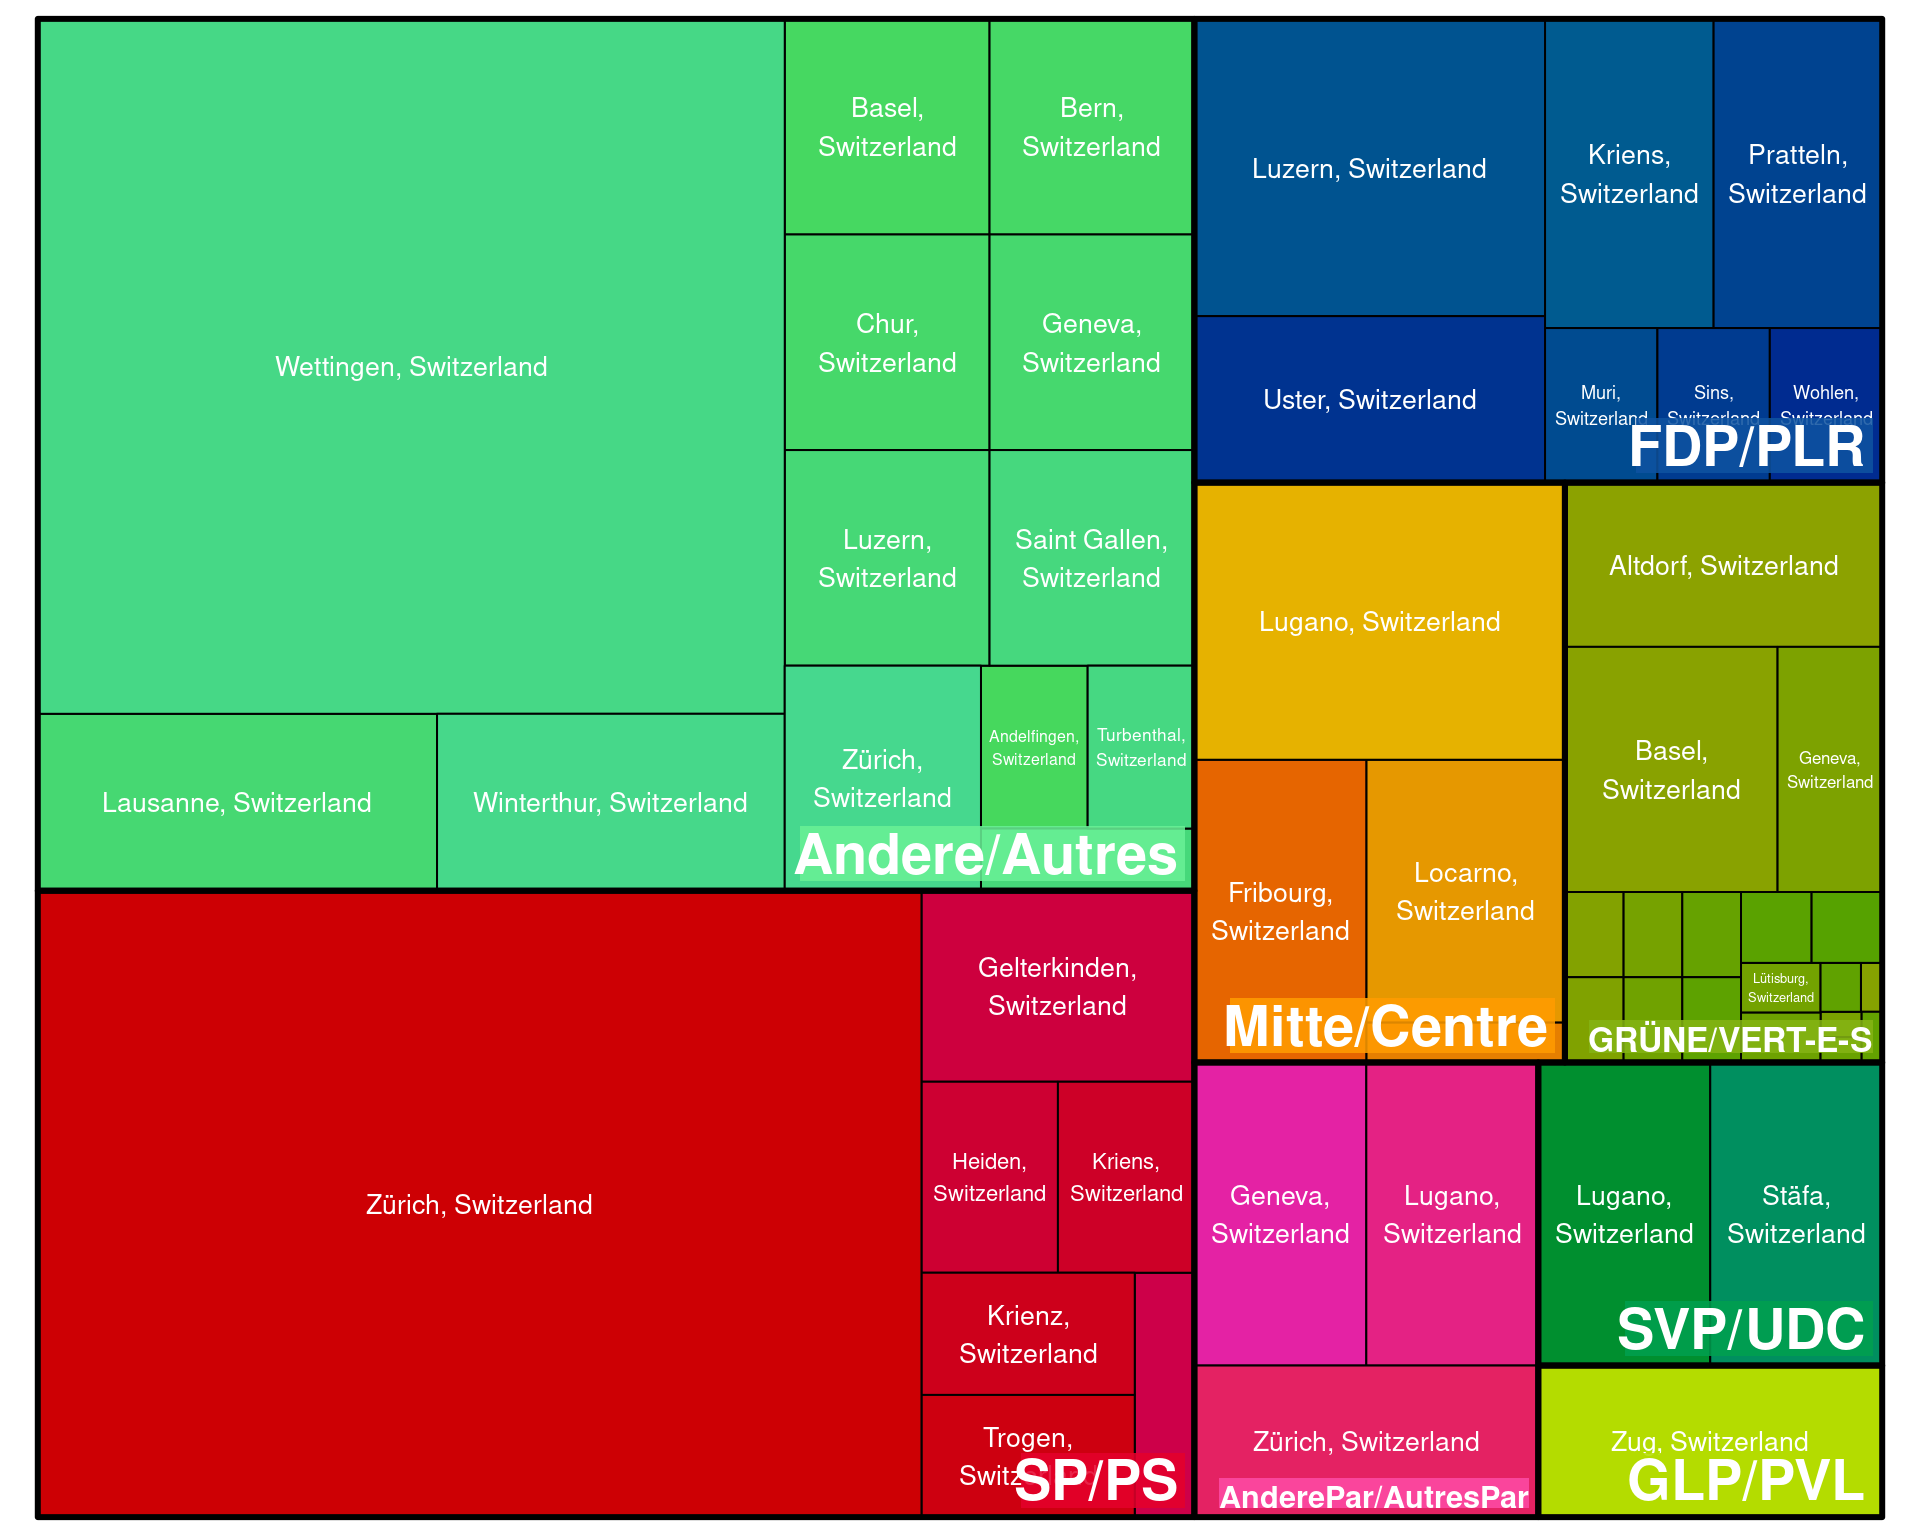 Wettingen, Switzerland
Basel,
Switzerland
Bern,
Switzerland
Chur,
Switzerland
Geneva,
Switzerland
Luzern,
Switzerland
Saint Gallen,
Switzerland
Lausanne, Switzerland
Winterthur, Switzerland
Zürich,
Switzerland
Andelfingen,
Switzerland
Turbenthal,
Switzerland
Andere/Autres
Zürich, Switzerland
Gelterkinden,
Switzerland
Heiden,
Switzerland
Kriens,
Switzerland
Krienz,
Switzerland
Trogen,
Switzerland
SP/PS
Luzern, Switzerland
Kriens,
Switzerland
Pratteln,
Switzerland
Uster, Switzerland
Muri,
Switzerland
Sins,
Switzerland
Wohlen,
Switzerland
FDP/PLR
Lugano, Switzerland
Fribourg,
Switzerland
Locarno,
Switzerland
Mitte/Centre
Altdorf, Switzerland
Basel,
Switzerland
Geneva,
Switzerland
Lütisburg,
Switzerland
GRÜNE/VERT-E-S
Geneva,
Switzerland
Lugano,
Switzerland
Zürich, Switzerland
AnderePar/AutresPar
Lugano,
Switzerland
Stäfa,
Switzerland
SVP/UDC
Zug, Switzerland
GLP/PVL